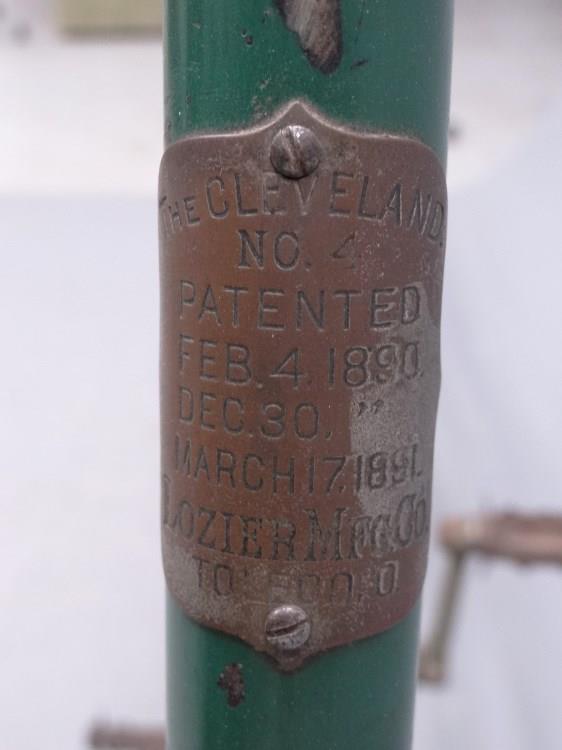 THE CLEVELAND.
NO. 4
PATENTED
FEB. 4. 1890.
DEC. 30, "
MARCH 17. 1891.
LOZIER MFG. CO.
TOLEDO, O.